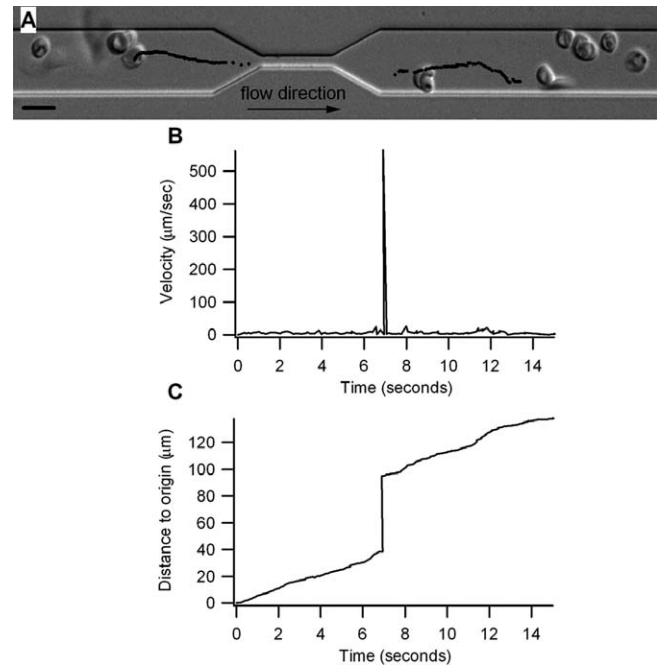 A
flow direction
B
Velocity (µm/sec)
500
400
300
200
100
0
0 2 4 6 8 10 12 14
Time (seconds)
C
Distance to origin (µm)
120
100
80
60
40
20
0
0 2 4 6 8 10 12 14
Time (seconds)